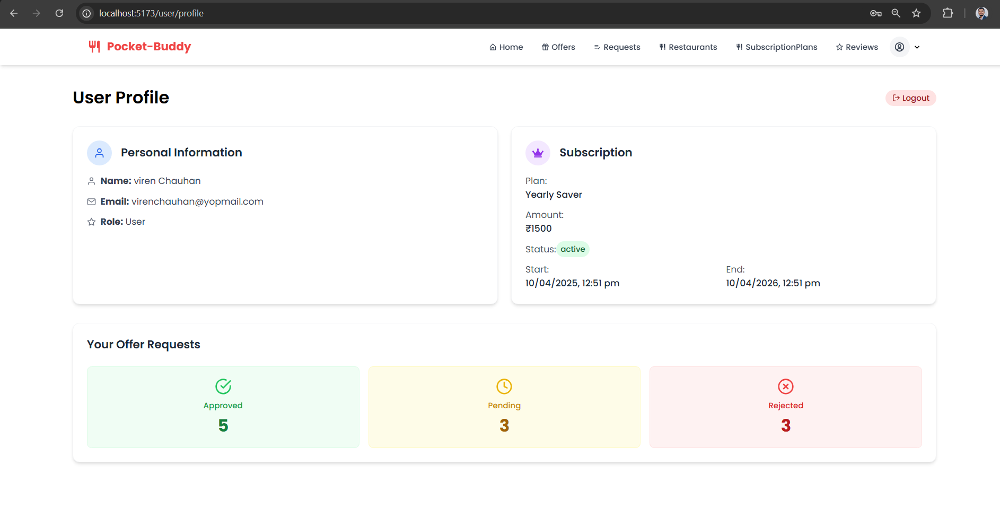 localhost:5173/user/profile
Pocket-Buddy
Home
Offers
Requests
Restaurants
SubscriptionPlans
Reviews
User Profile
Logout
Personal Information
Name: viren Chauhan
Email: virenchauhan@yopmail.com
Role: User
Subscription
Plan:
Yearly Saver
Amount:
₹1500
Status: active
Start:
10/04/2025, 12:51 pm
End:
10/04/2026, 12:51 pm
Your Offer Requests
Approved
5
Pending
3
Rejected
3